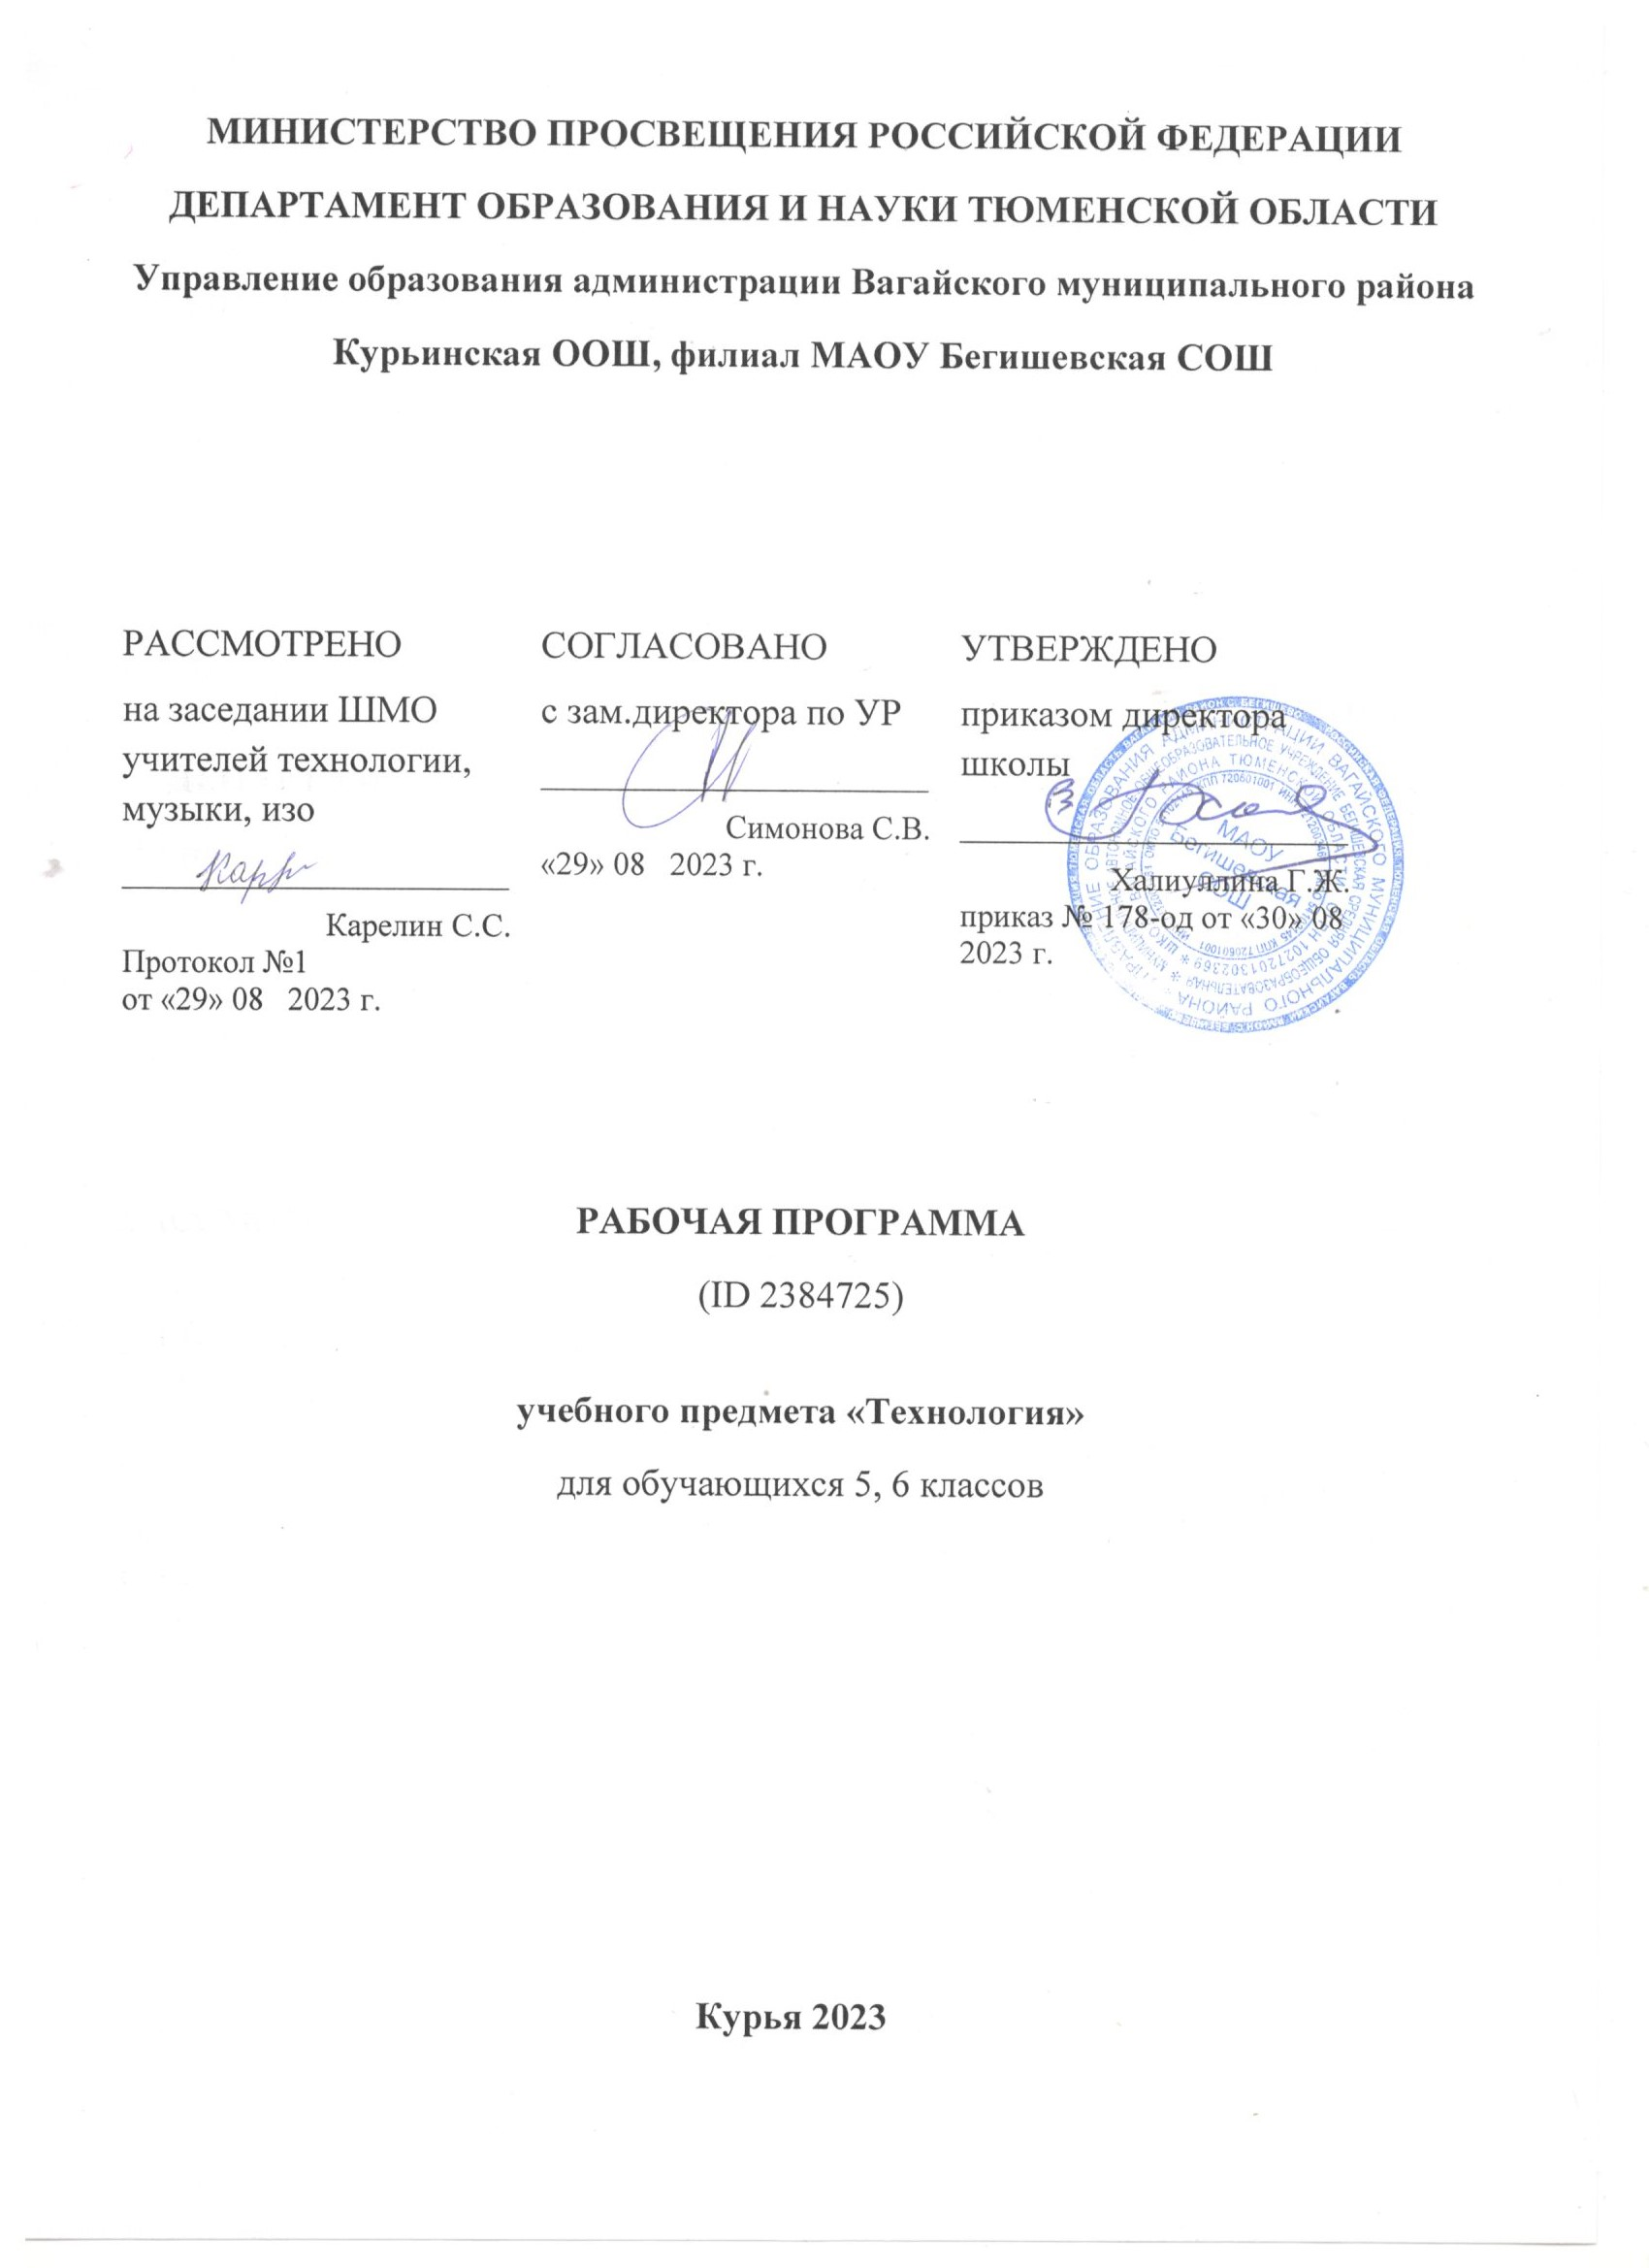 МИНИСТЕРСТВО ПРОСВЕЩЕНИЯ РОССИЙСКОЙ ФЕДЕРАЦИИ
ДЕПАРТАМЕНТ ОБРАЗОВАНИЯ И НАУКИ ТЮМЕНСКОЙ ОБЛАСТИ
Управление образования администрации Вагайского муниципального района
Курьинская ООШ, филиал МАОУ Бегишевская СОШ
РАССМОТРЕНО
на заседании ШМО
учителей технологии,
музыки, изо
Карелин С.С.
Протокол №1
от «29» 08 2023 г.
СОГЛАСОВАНО
с зам.директора по УР
Симонова С.В.
«29» 08 2023 г.
УТВЕРЖДЕНО
приказом директора
школы
Халиуллина Г.Ж.
приказ № 178-од от «30» 08
2023 г.
МАОУ
Бегишевская
СОШ
РАБОЧАЯ ПРОГРАММА
(ID 2384725)
учебного предмета «Технология»
для обучающихся 5, 6 классов
Курья 2023